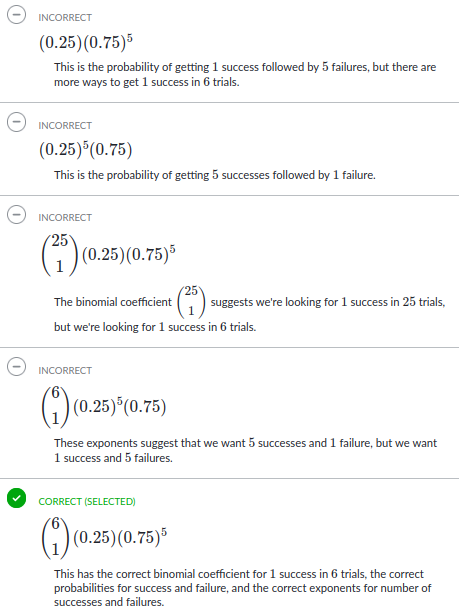 INCORRECT
(0.25)(0.75)⁵
This is the probability of getting 1 success followed by 5 failures, but there are
more ways to get 1 success in 6 trials.
INCORRECT
(0.25)⁵(0.75)
This is the probability of getting 5 successes followed by 1 failure.
INCORRECT
(25 1)(0.25)(0.75)⁵
The binomial coefficient (25 1) suggests we're looking for 1 success in 25 trials,
but we're looking for 1 success in 6 trials.
INCORRECT
(6 1)(0.25)⁵(0.75)
These exponents suggest that we want 5 successes and 1 failure, but we want
1 success and 5 failures.
CORRECT (SELECTED)
(6 1)(0.25)(0.75)⁵
This has the correct binomial coefficient for 1 success in 6 trials, the correct
probabilities for success and failure, and the correct exponents for number of
successes and failures.